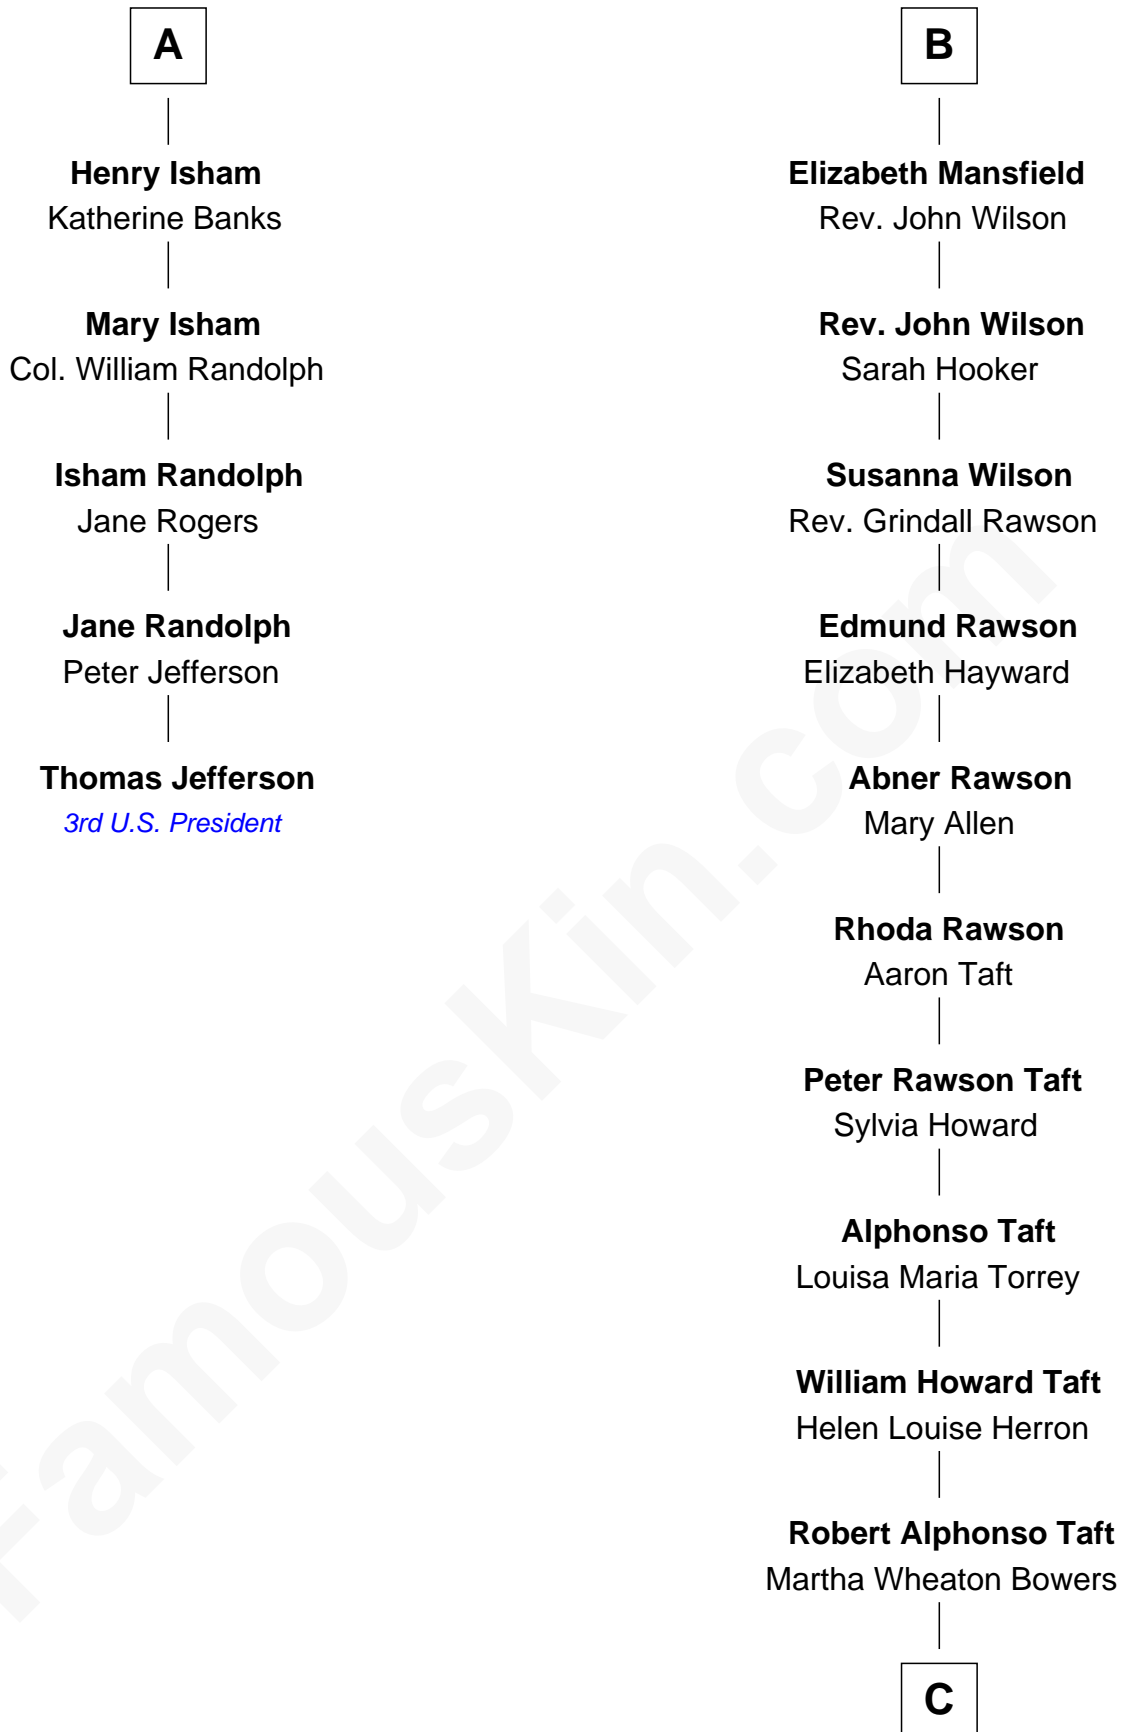 A
Henry Isham
Katherine Banks
Mary Isham
Col. William Randolph
Isham Randolph
Jane Rogers
Jane Randolph
Peter Jefferson
Thomas Jefferson
3rd U.S. President
B
Elizabeth Mansfield
Rev. John Wilson
Rev. John Wilson
Sarah Hooker
Susanna Wilson
Rev. Grindall Rawson
Edmund Rawson
Elizabeth Hayward
Abner Rawson
Mary Allen
Rhoda Rawson
Aaron Taft
Peter Rawson Taft
Sylvia Howard
Alphonso Taft
Louisa Maria Torrey
William Howard Taft
Helen Louise Herron
Robert Alphonso Taft
Martha Wheaton Bowers
C
FamousKin.com